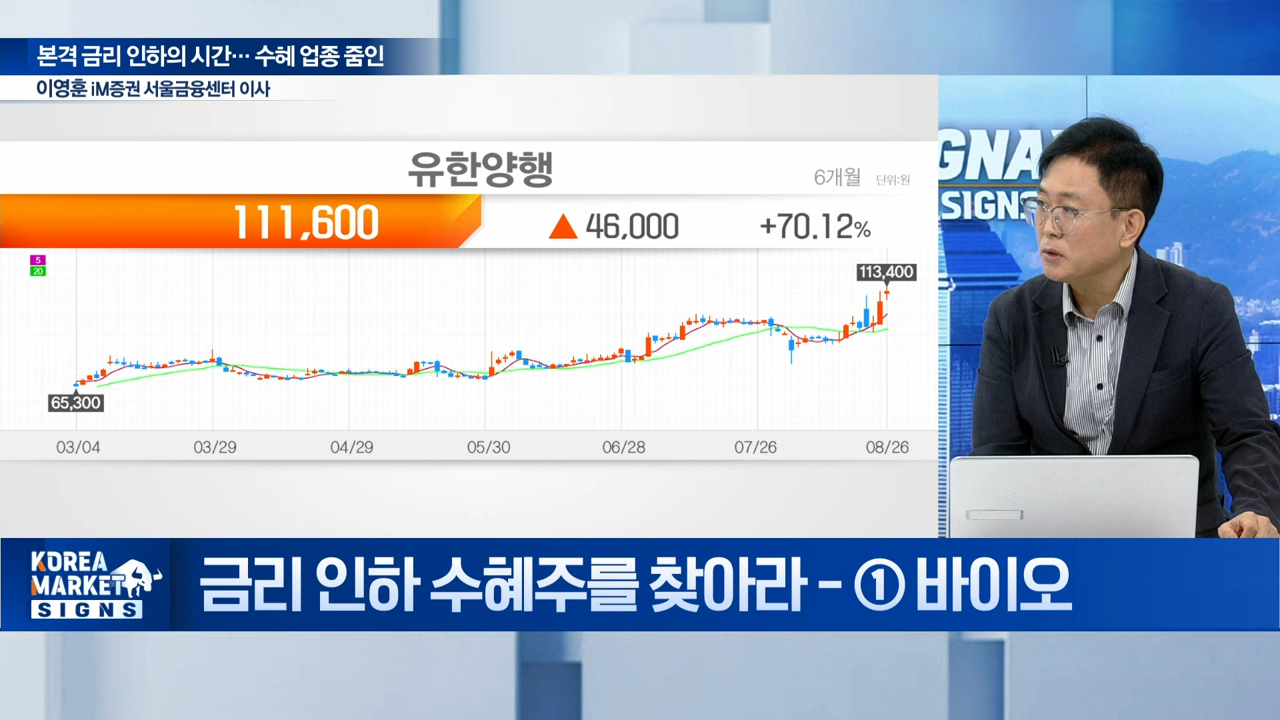 본격 금리 인하의 시간… 수혜 업종 줌인
이영훈 iM증권 서울금융센터 이사
유한양행
6개월 단위:원
111,600 ▲ 46,000 +70.12%
5
20
113,400
65,300
03/04 03/29 04/29 05/30 06/28 07/26 08/26
GNA
SIGNS
KOREA
MARKET
SIGNS
금리 인하 수혜주를 찾아라 - ① 바이오